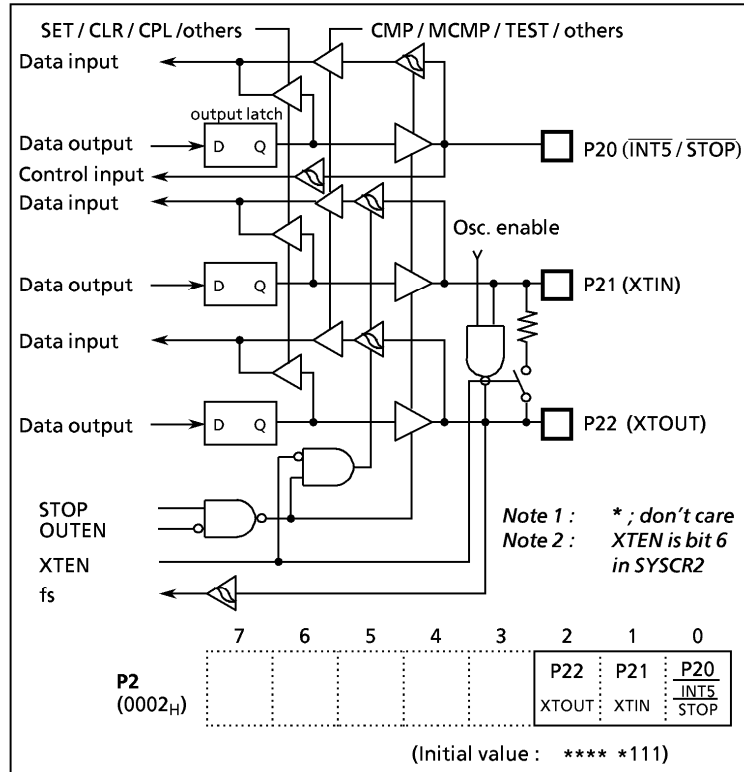 SET / CLR / CPL /others
CMP / MCMP / TEST / others
Data input
output latch
Data output
D Q
P20 (INT5 / STOP)
Control input
Data input
Osc. enable
Data output
D Q
P21 (XTIN)
Data input
Data output
D Q
P22 (XTOUT)
STOP
OUTEN
XTEN
fs
Note 1 : * ; don't care
Note 2 : XTEN is bit 6
in SYSCR2
7 6 5 4 3 2 1 0
P2
(0002H)
P22 P21 P20
XTOUT XTIN INT5
STOP
(Initial value : **** *111)